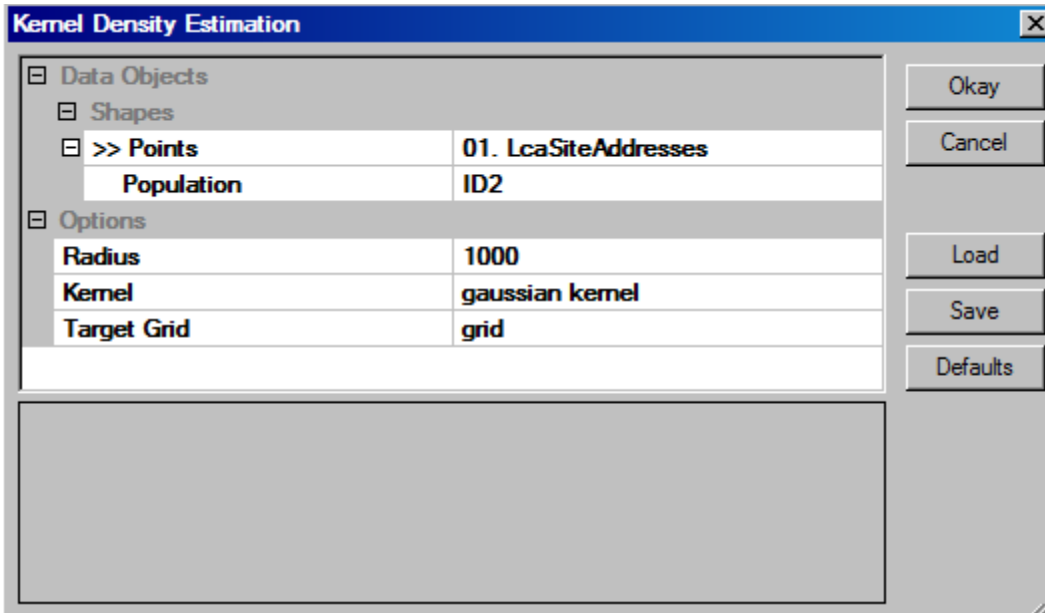 Kernel Density Estimation
Data Objects
Shapes
>> Points 01. LcaSiteAddresses
Population ID2
Options
Radius 1000
Kernel gaussian kernel
Target Grid grid
Okay
Cancel
Load
Save
Defaults